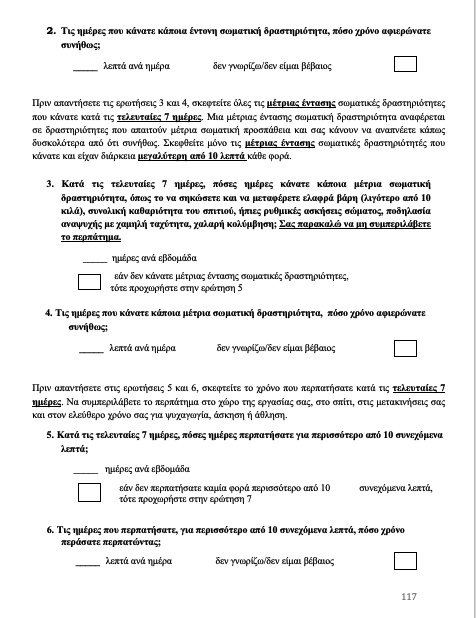 2. Τις ημέρες που κάνατε κάποια έντονη σωματική δραστηριότητα, πόσο χρόνο αφιερώνατε
συνήθως;
_____ λεπτά ανά ημέρα δεν γνωρίζω/δεν είμαι βέβαιος
Πριν απαντήσετε τις ερωτήσεις 3 και 4, σκεφτείτε όλες τις μέτριας έντασης σωματικές δραστηριότητες
που κάνατε κατά τις τελευταίες 7 ημέρες. Μια μέτριας έντασης σωματική δραστηριότητα αναφέρεται
σε δραστηριότητες που απαιτούν μέτρια σωματική προσπάθεια και σας κάνουν να αναπνέετε κάπως
δυσκολότερα από ότι συνήθως. Σκεφθείτε μόνο τις μέτριας έντασης σωματικές δραστηριότητές που
κάνατε και είχαν διάρκεια μεγαλύτερη από 10 λεπτά κάθε φορά.
3. Κατά τις τελευταίες 7 ημέρες, πόσες ημέρες κάνατε κάποια μέτρια σωματική
δραστηριότητα, όπως το να σηκώσετε και να μεταφέρετε ελαφρά βάρη (λιγότερο από 10
κιλά), συνολική καθαριότητα του σπιτιού, ήπιες ρυθμικές ασκήσεις σώματος, ποδηλασία
αναψυχής με χαμηλή ταχύτητα, χαλαρή κολύμβηση; Σας παρακαλώ να μη συμπεριλάβετε
το περπάτημα.
_____ ημέρες ανά εβδομάδα
εάν δεν κάνατε μέτριας έντασης σωματικές δραστηριότητες,
τότε προχωρήστε στην ερώτηση 5
4. Τις ημέρες που κάνατε κάποια μέτρια σωματική δραστηριότητα, πόσο χρόνο αφιερώνατε
συνήθως;
_____ λεπτά ανά ημέρα δεν γνωρίζω/δεν είμαι βέβαιος
Πριν απαντήσετε στις ερωτήσεις 5 και 6, σκεφτείτε το χρόνο που περπατήσατε κατά τις τελευταίες 7
ημέρες. Να συμπεριλάβετε το περπάτημα στο χώρο της εργασίας σας, στο σπίτι, στις μετακινήσεις σας
και στον ελεύθερο χρόνο σας για ψυχαγωγία, άσκηση ή άθληση.
5. Κατά τις τελευταίες 7 ημέρες, πόσες ημέρες περπατήσατε για περισσότερο από 10 συνεχόμενα
λεπτά;
_____ ημέρες ανά εβδομάδα
εάν δεν περπατήσατε καμία φορά περισσότερο από 10 συνεχόμενα λεπτά,
τότε προχωρήστε στην ερώτηση 7
6. Τις ημέρες που περπατήσατε, για περισσότερο από 10 συνεχόμενα λεπτά, πόσο χρόνο
περάσατε περπατώντας;
_____ λεπτά ανά ημέρα δεν γνωρίζω/δεν είμαι βέβαιος
117